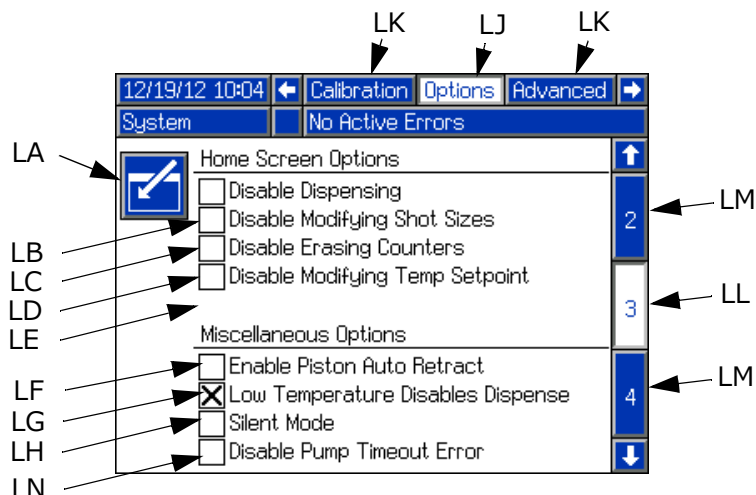 LK LJ LK
12/19/12 10:04 Calibration Options Advanced
System No Active Errors
LA Home Screen Options
Disable Dispensing
LB Disable Modifying Shot Sizes 2 LM
LC Disable Erasing Counters
LD Disable Modifying Temp Setpoint
LE 3 LL
Miscellaneous Options
LF Enable Piston Auto Retract
LG Low Temperature Disables Dispense 4 LM
LH Silent Mode
LN Disable Pump Timeout Error